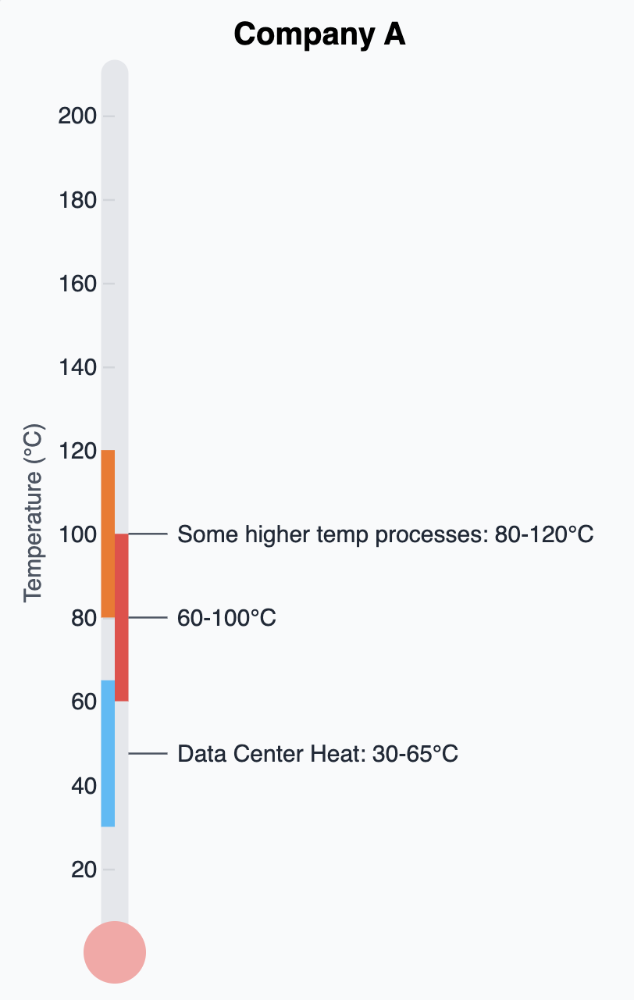 Company A
200
180
160
140
120
100
80
60
40
20
Temperature (°C)
Some higher temp processes: 80-120°C
60-100°C
Data Center Heat: 30-65°C